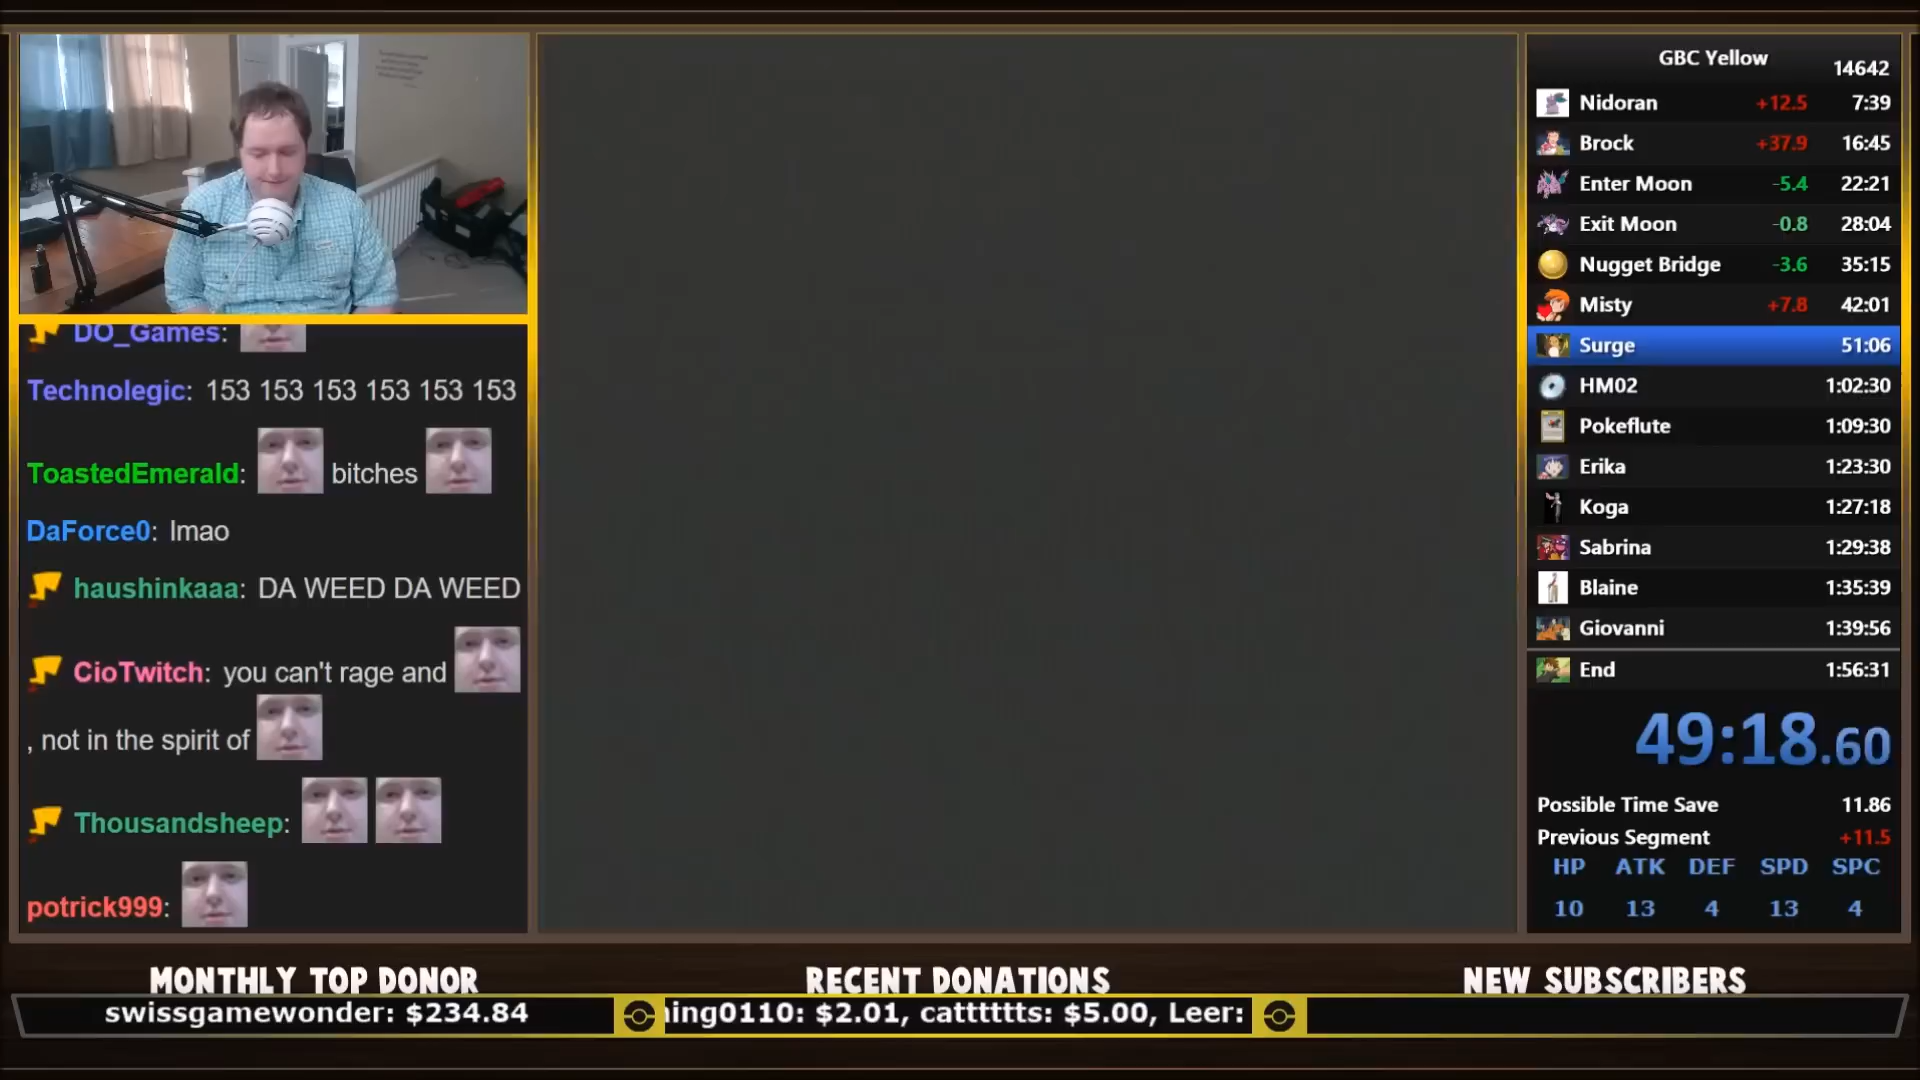 DO_Games:
Technolegic: 153 153 153 153 153 153
ToastedEmerald: bitches
DaForce0: lmao
haushinkaaa: DA WEED DA WEED
CioTwitch: you can't rage and
, not in the spirit of
Thousandsheep:
potrick999:
GBC Yellow 14642
Nidoran +12.5 7:39
Brock +37.9 16:45
Enter Moon -5.4 22:21
Exit Moon -0.8 28:04
Nugget Bridge -3.6 35:15
Misty +7.8 42:01
Surge 51:06
HM02 1:02:30
Pokeflute 1:09:30
Erika 1:23:30
Koga 1:27:18
Sabrina 1:29:38
Blaine 1:35:39
Giovanni 1:39:56
End 1:56:31
49:18.60
Possible Time Save 11.86
Previous Segment +11.5
HP ATK DEF SPD SPC
10 13 4 13 4
MONTHLY TOP DONOR
swissgamewonder: $234.84
RECENT DONATIONS
ing0110: $2.01, catttttts: $5.00, Leer:
NEW SUBSCRIBERS